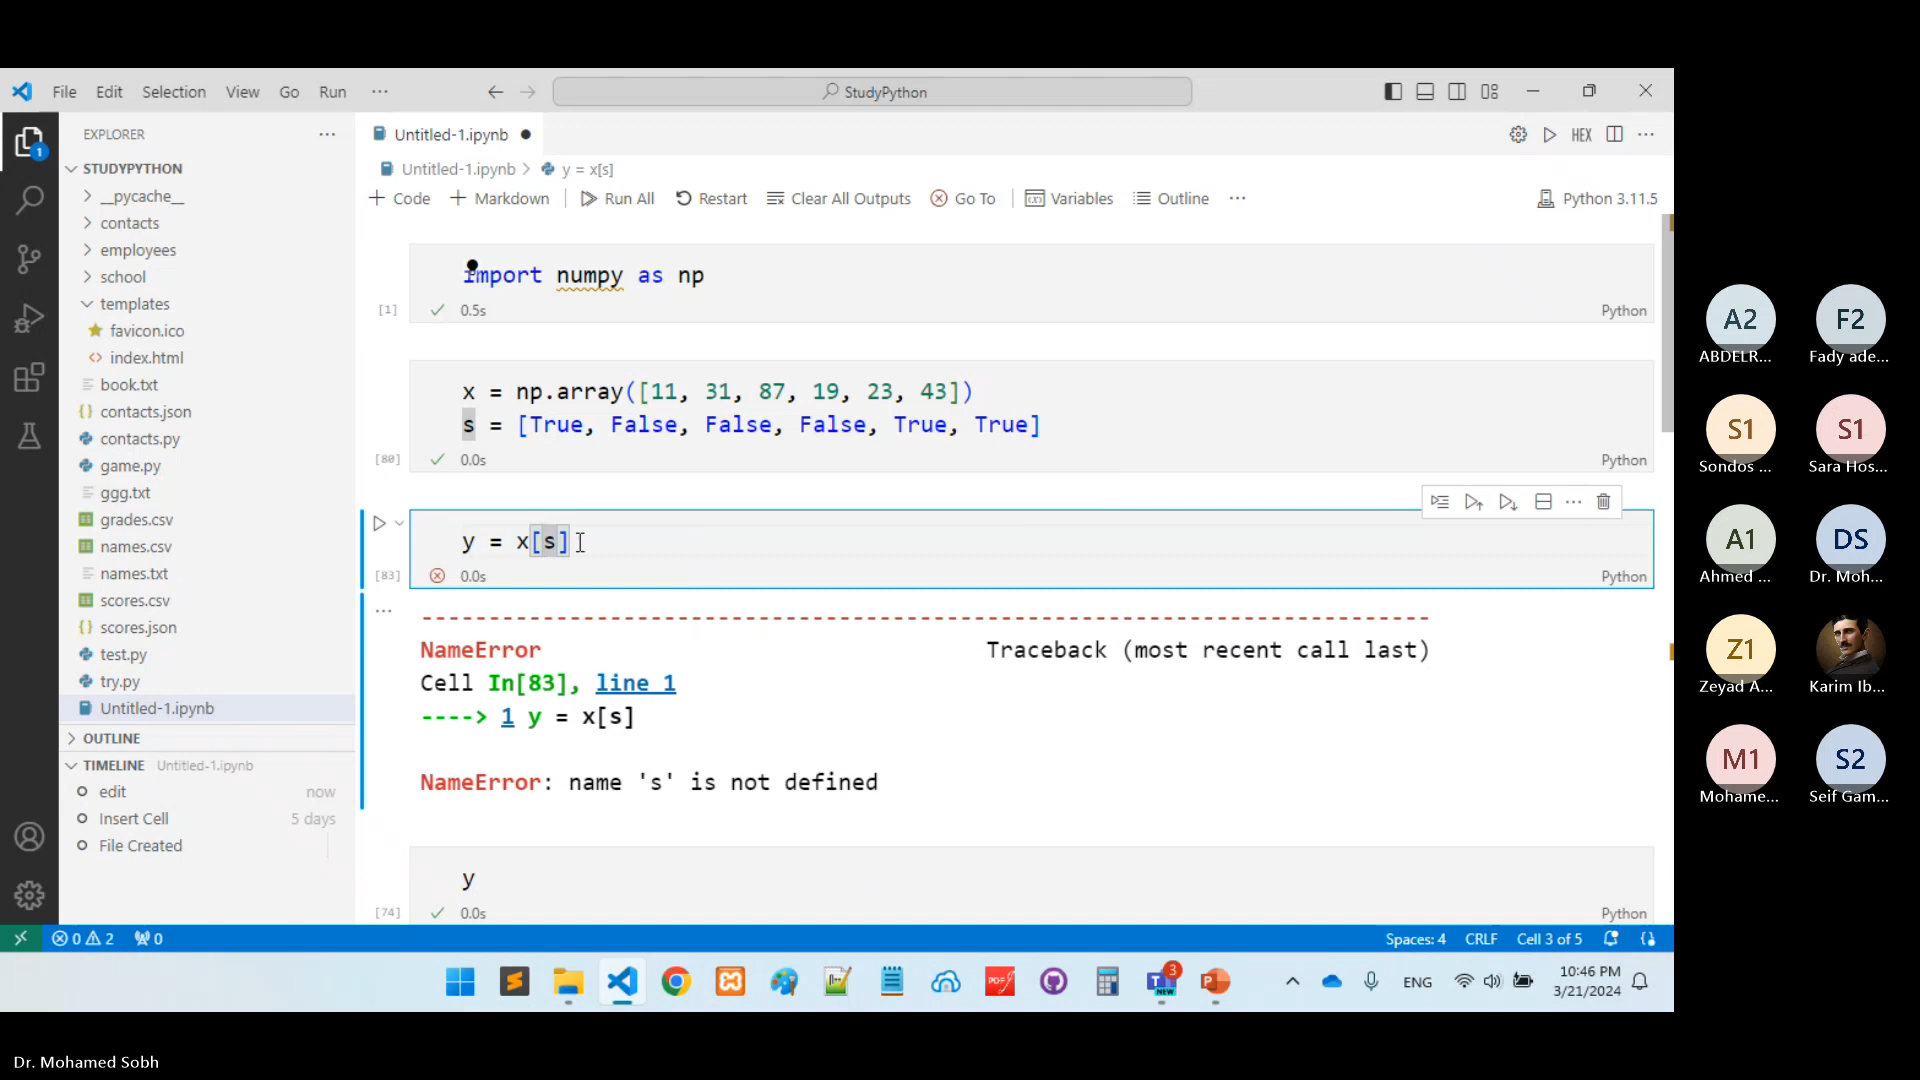 File Edit Selection View Go Run ··· StudyPython
EXPLORER ···
STUDYPYTHON
__pycache__
contacts
employees
school
templates
favicon.ico
index.html
book.txt
contacts.json
contacts.py
game.py
ggg.txt
grades.csv
names.csv
names.txt
scores.csv
scores.json
test.py
try.py
Untitled-1.ipynb
OUTLINE
TIMELINE Untitled-1.ipynb
edit now
Insert Cell 5 days
File Created
1
Untitled-1.ipynb
HEX
Untitled-1.ipynb > y = x[s]
+ Code + Markdown Run All Restart Clear All Outputs Go To Variables Outline ··· Python 3.11.5
import numpy as np
[1] 0.5s Python
x = np.array([11, 31, 87, 19, 23, 43])
s = [True, False, False, False, True, True]
[80] 0.0s Python
y = x[s]
[83] 0.0s Python
--------------------------------------------------------------------------- 
NameError Traceback (most recent call last)
Cell In[83], line 1
----> 1 y = x[s]
NameError: name 's' is not defined
y
[74] 0.0s Python
0 2 0 Spaces: 4 CRLF Cell 3 of 5
3 NEW
PDF
ENG
10:46 PM
3/21/2024
A2
ABDELR...
F2
Fady ade...
S1
Sondos ...
S1
Sara Hos...
A1
Ahmed ...
DS
Dr. Moh...
Z1
Zeyad A...
Karim Ib...
M1
Mohame...
S2
Seif Gam...
Dr. Mohamed Sobh